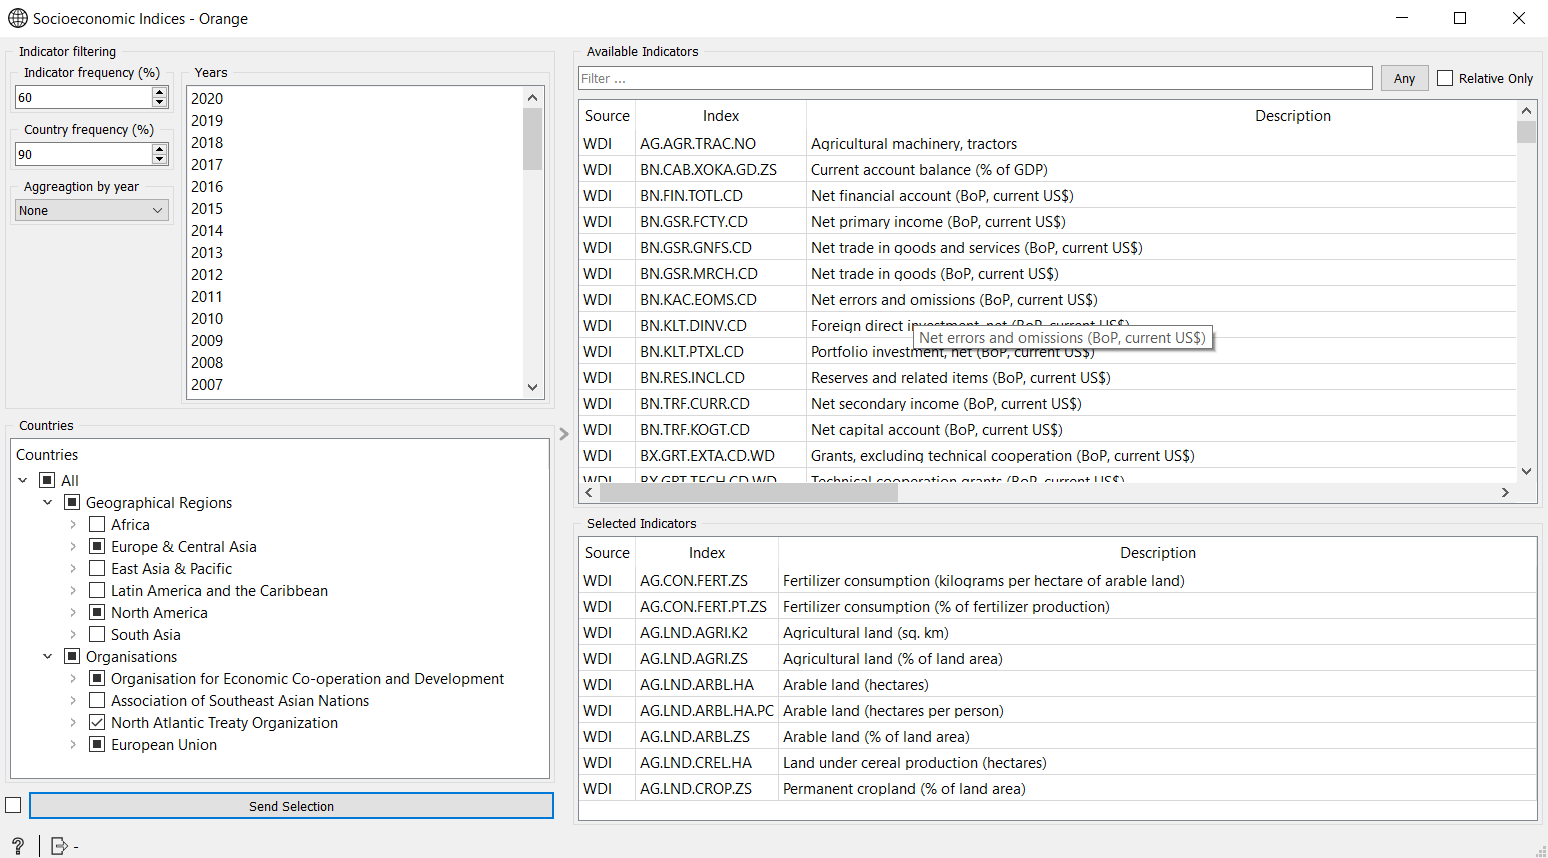 Socioeconomic Indices - Orange
Indicator filtering
Indicator frequency (%)
60
Country frequency (%)
90
Aggreagtion by year
None
Years
2020
2019
2018
2017
2016
2015
2014
2013
2012
2011
2010
2009
2008
2007
Countries
Countries
All
Geographical Regions
Africa
Europe & Central Asia
East Asia & Pacific
Latin America and the Caribbean
North America
South Asia
Organisations
Organisation for Economic Co-operation and Development
Association of Southeast Asian Nations
North Atlantic Treaty Organization
European Union
Send Selection
? -
Available Indicators
Filter ... Any Relative Only
Source Index Description
WDI AG.AGR.TRAC.NO Agricultural machinery, tractors
WDI BN.CAB.XOKA.GD.ZS Current account balance (% of GDP)
WDI BN.FIN.TOTL.CD Net financial account (BoP, current US$)
WDI BN.GSR.FCTY.CD Net primary income (BoP, current US$)
WDI BN.GSR.GNFS.CD Net trade in goods and services (BoP, current US$)
WDI BN.GSR.MRCH.CD Net trade in goods (BoP, current US$)
WDI BN.KAC.EOMS.CD Net errors and omissions (BoP, current US$)
WDI BN.KLT.DINV.CD Foreign direct investment, net (BoP, current US$)
Net errors and omissions (BoP, current US$)
WDI BN.KLT.PTXL.CD Portfolio investment, net (BoP, current US$)
WDI BN.RES.INCL.CD Reserves and related items (BoP, current US$)
WDI BN.TRF.CURR.CD Net secondary income (BoP, current US$)
WDI BN.TRF.KOGT.CD Net capital account (BoP, current US$)
WDI BX.GRT.EXTA.CD.WD Grants, excluding technical cooperation (BoP, current US$)
WDI BX.GRT.TECH.CD.WD Technical cooperation grants (BoP, current US$)
Selected Indicators
Source Index Description
WDI AG.CON.FERT.ZS Fertilizer consumption (kilograms per hectare of arable land)
WDI AG.CON.FERT.PT.ZS Fertilizer consumption (% of fertilizer production)
WDI AG.LND.AGRI.K2 Agricultural land (sq. km)
WDI AG.LND.AGRI.ZS Agricultural land (% of land area)
WDI AG.LND.ARBL.HA Arable land (hectares)
WDI AG.LND.ARBL.HA.PC Arable land (hectares per person)
WDI AG.LND.ARBL.ZS Arable land (% of land area)
WDI AG.LND.CREL.HA Land under cereal production (hectares)
WDI AG.LND.CROP.ZS Permanent cropland (% of land area)